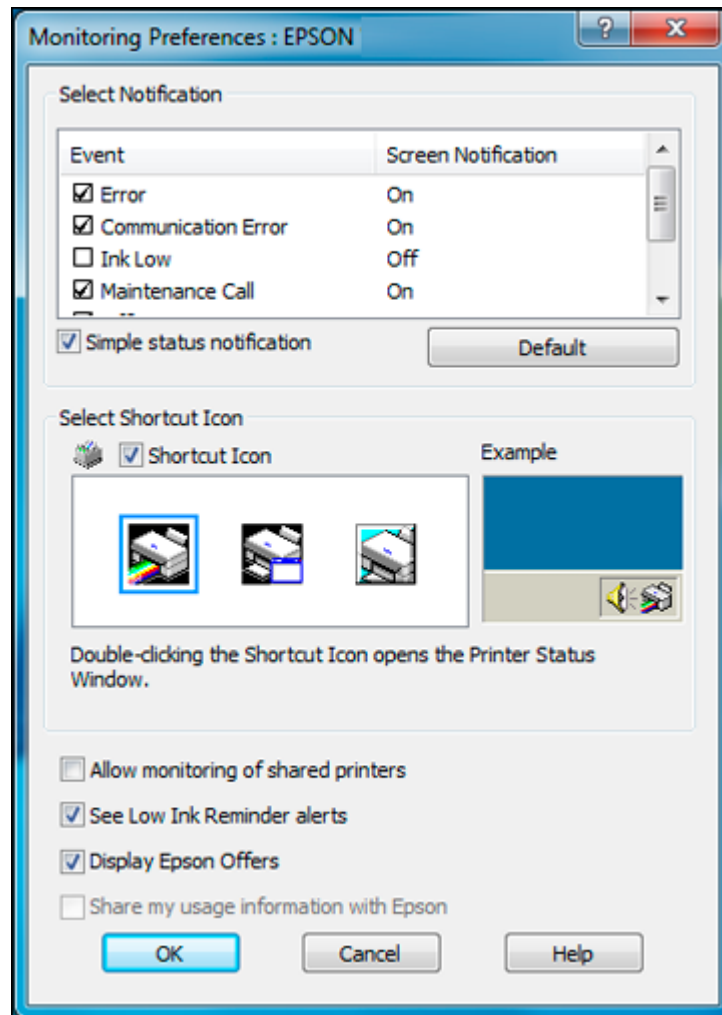 Monitoring Preferences : EPSON
Select Notification
Event Screen Notification
Error On
Communication Error On
Ink Low Off
Maintenance Call On
Simple status notification Default
Select Shortcut Icon
Shortcut Icon Example
Double-clicking the Shortcut Icon opens the Printer Status
Window.
Allow monitoring of shared printers
See Low Ink Reminder alerts
Display Epson Offers
Share my usage information with Epson
OK Cancel Help